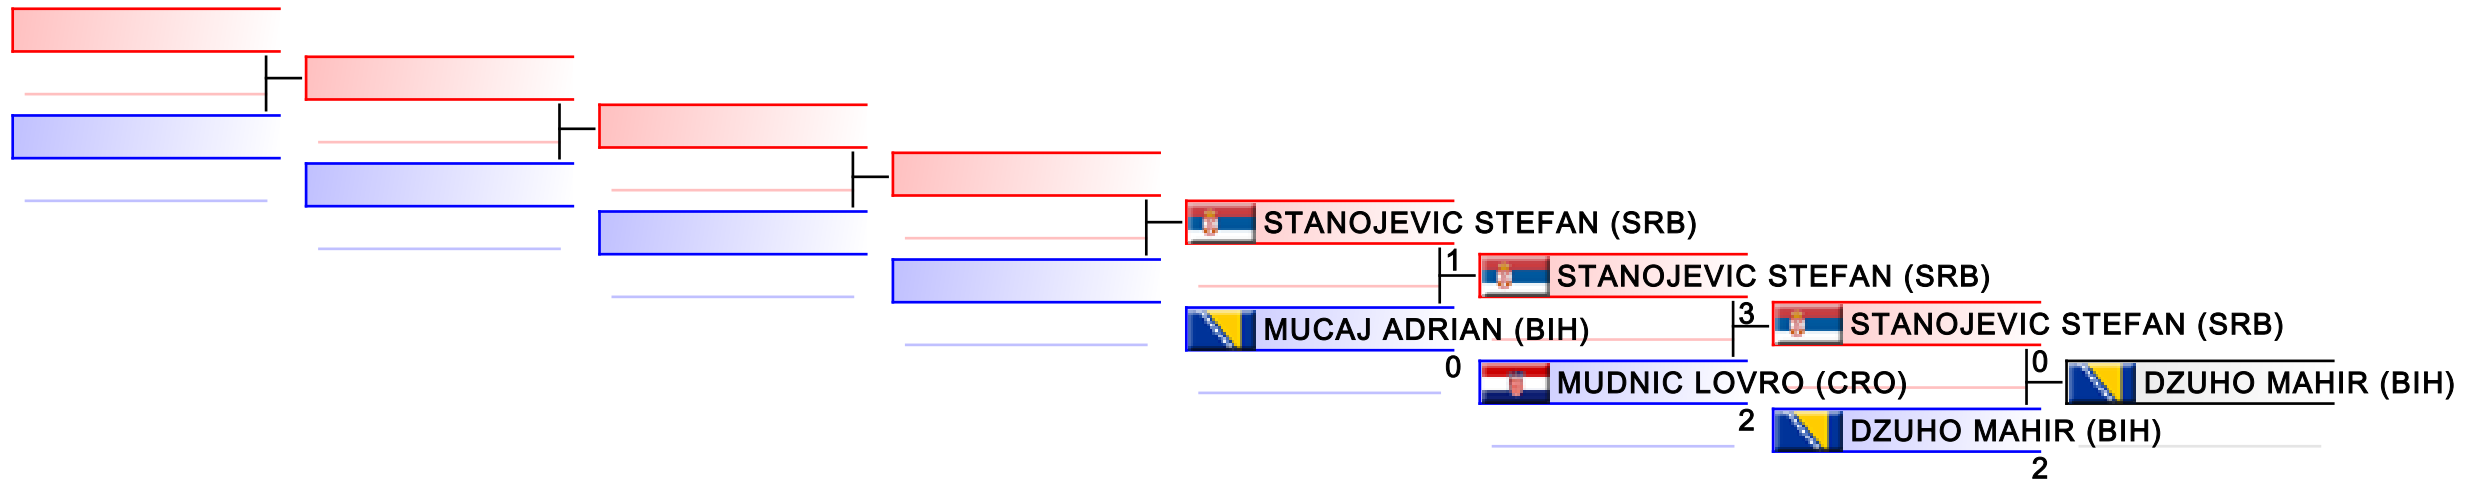 STANOJEVIC STEFAN (SRB)
1
MUCAJ ADRIAN (BIH)
0
STANOJEVIC STEFAN (SRB)
3
MUDNIC LOVRO (CRO)
2
STANOJEVIC STEFAN (SRB)
0
DZUHO MAHIR (BIH)
2
DZUHO MAHIR (BIH)